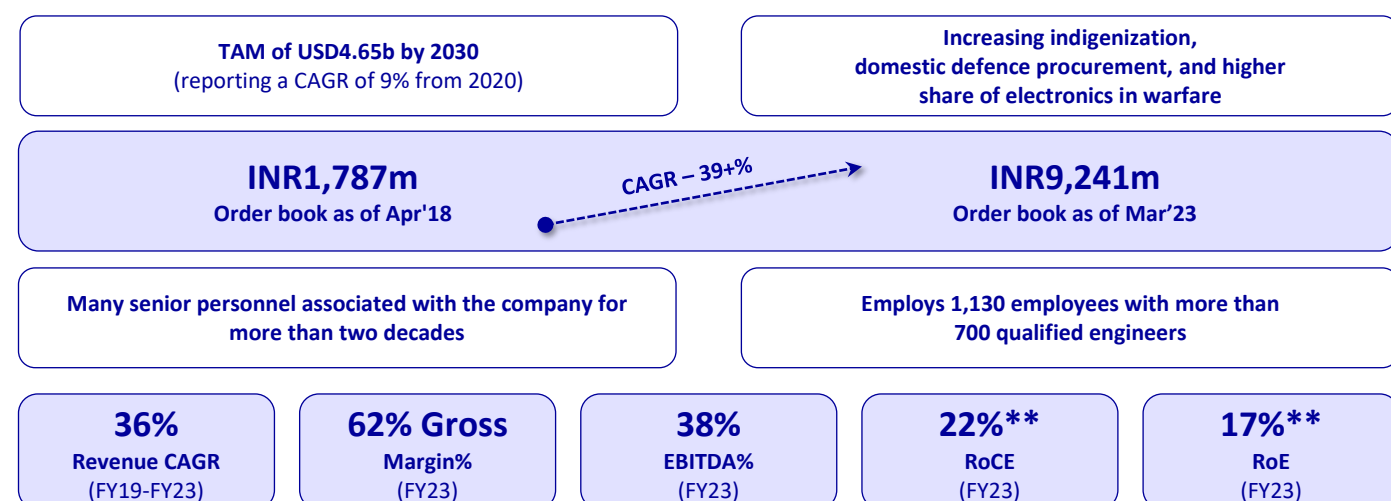 TAM of USD4.65b by 2030
(reporting a CAGR of 9% from 2020)
Increasing indigenization,
domestic defence procurement, and higher
share of electronics in warfare
INR1,787m
Order book as of Apr'18
CAGR – 39+%
INR9,241m
Order book as of Mar’23
Many senior personnel associated with the company for
more than two decades
Employs 1,130 employees with more than
700 qualified engineers
36%
Revenue CAGR
(FY19-FY23)
62% Gross
Margin%
(FY23)
38%
EBITDA%
(FY23)
22%**
RoCE
(FY23)
17%**
RoE
(FY23)